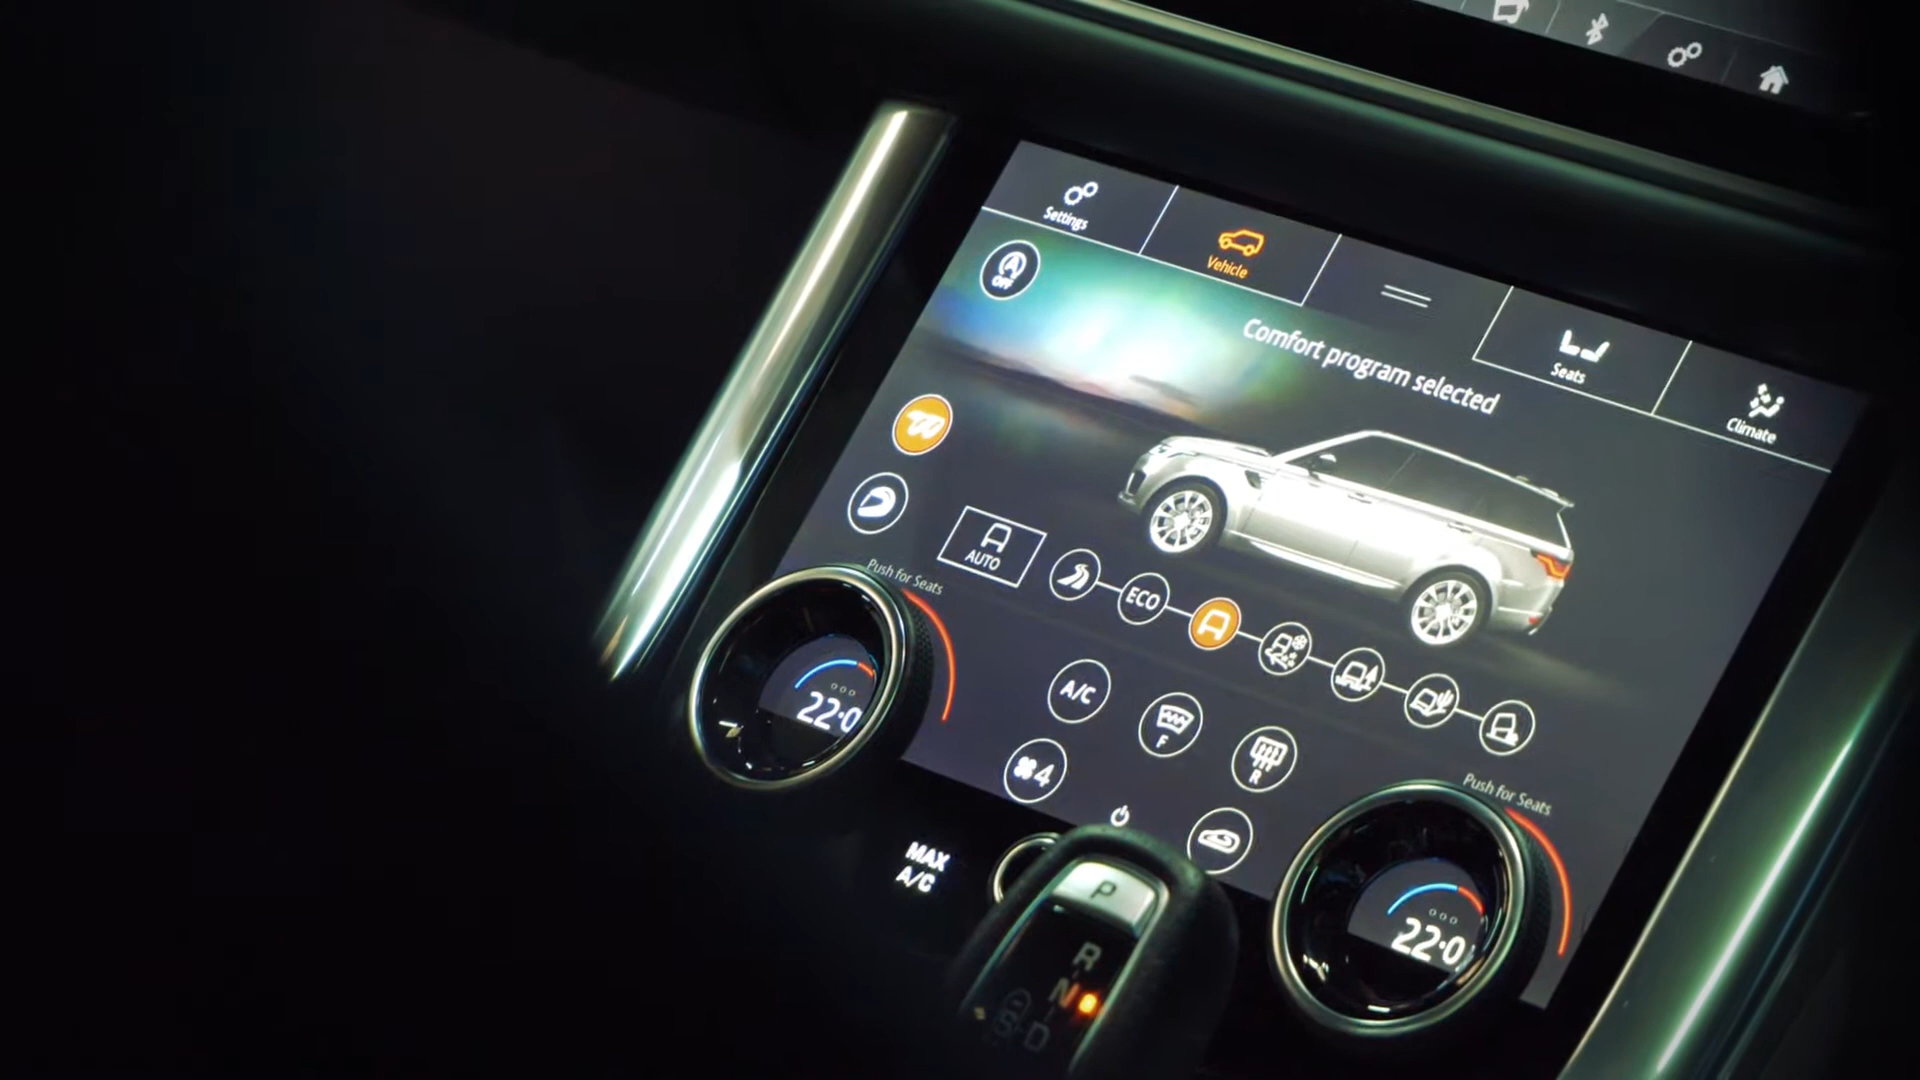 Settings
Vehicle
Seats
Climate
OFF
Comfort program selected
AUTO
ECO
Push for Seats
22·0
A/C
F
R
4
Push for Seats
22·0
MAX
A/C
P
R
N
S D